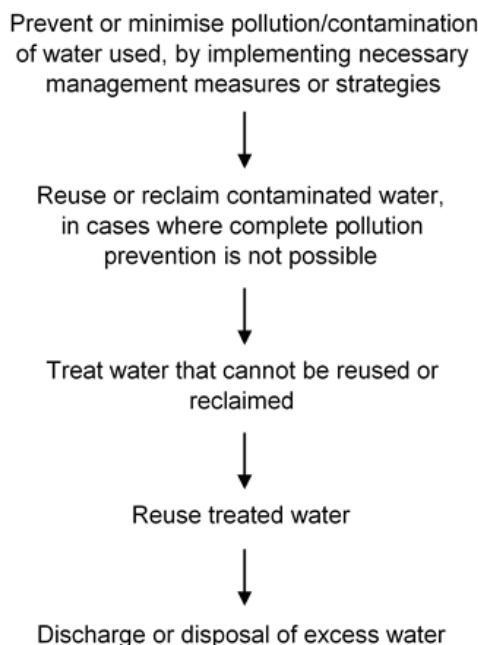 Prevent or minimise pollution/contamination
of water used, by implementing necessary
management measures or strategies
Reuse or reclaim contaminated water,
in cases where complete pollution
prevention is not possible
Treat water that cannot be reused or
reclaimed
Reuse treated water
Discharge or disposal of excess water